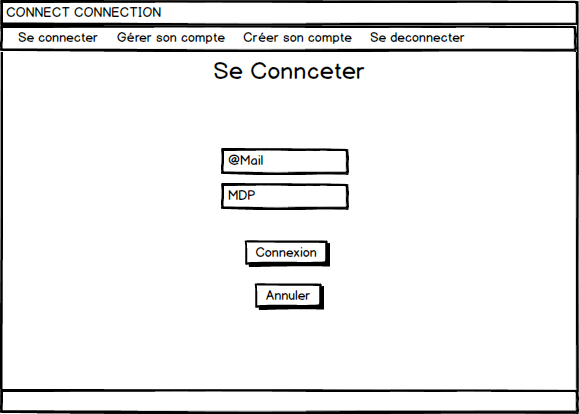 CONNECT CONNECTION
Se connecter Gérer son compte Créer son compte Se deconnecter
Se Connceter
@Mail
MDP
Connexion
Annuler